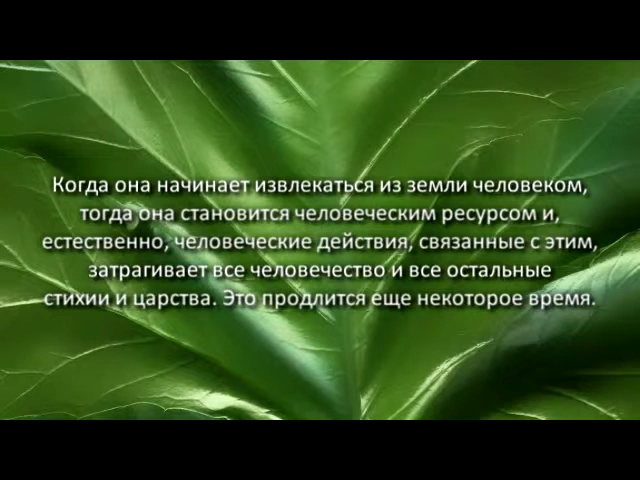 Когда она начинает извлекаться из земли человеком,
тогда она становится человеческим ресурсом и,
естественно, человеческие действия, связанные с этим,
затрагивает все человечество и все остальные
стихии и царства. Это продлится еще некоторое время.